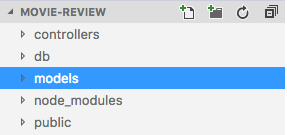 MOVIE-REVIEW
controllers
db
models
node_modules
public